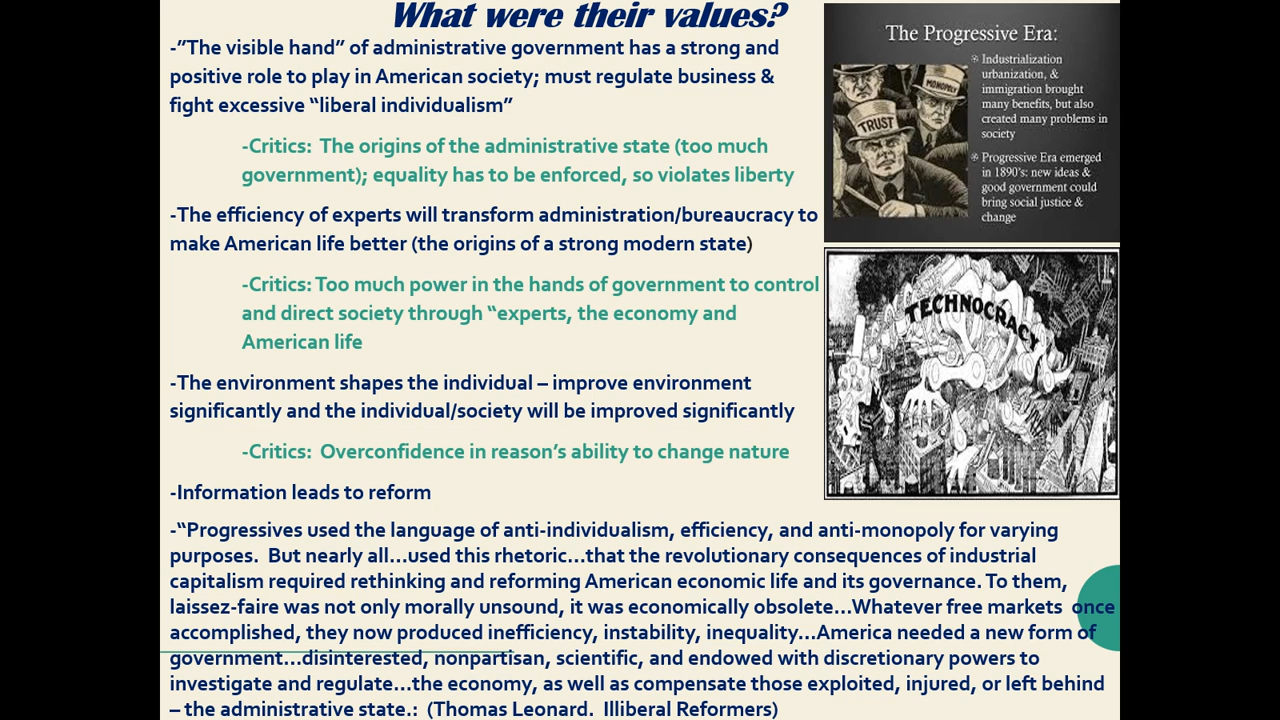 What were their values?
-"The visible hand" of administrative government has a strong and
positive role to play in American society; must regulate business &
fight excessive "liberal individualism"
-Critics:  The origins of the administrative state (too much
government); equality has to be enforced, so violates liberty
-The efficiency of experts will transform administration/bureaucracy to
make American life better (the origins of a strong modern state)
-Critics: Too much power in the hands of government to control
and direct society through "experts, the economy and
American life
-The environment shapes the individual – improve environment
significantly and the individual/society will be improved significantly
-Critics:  Overconfidence in reason's ability to change nature
-Information leads to reform
-"Progressives used the language of anti-individualism, efficiency, and anti-monopoly for varying
purposes.  But nearly all...used this rhetoric...that the revolutionary consequences of industrial
capitalism required rethinking and reforming American economic life and its governance. To them,
laissez-faire was not only morally unsound, it was economically obsolete...Whatever free markets  once
accomplished, they now produced inefficiency, instability, inequality...America needed a new form of
government...disinterested, nonpartisan, scientific, and endowed with discretionary powers to
investigate and regulate...the economy, as well as compensate those exploited, injured, or left behind
– the administrative state.:  (Thomas Leonard.  Illiberal Reformers)
The Progressive Era:
Industrialization
urbanization, &
immigration brought
many benefits, but also
created many problems in
society
Progressive Era emerged
in 1890's: new ideas &
good government could
bring social justice &
change
MONOPOLY
TRUST
TECHNOCRACY